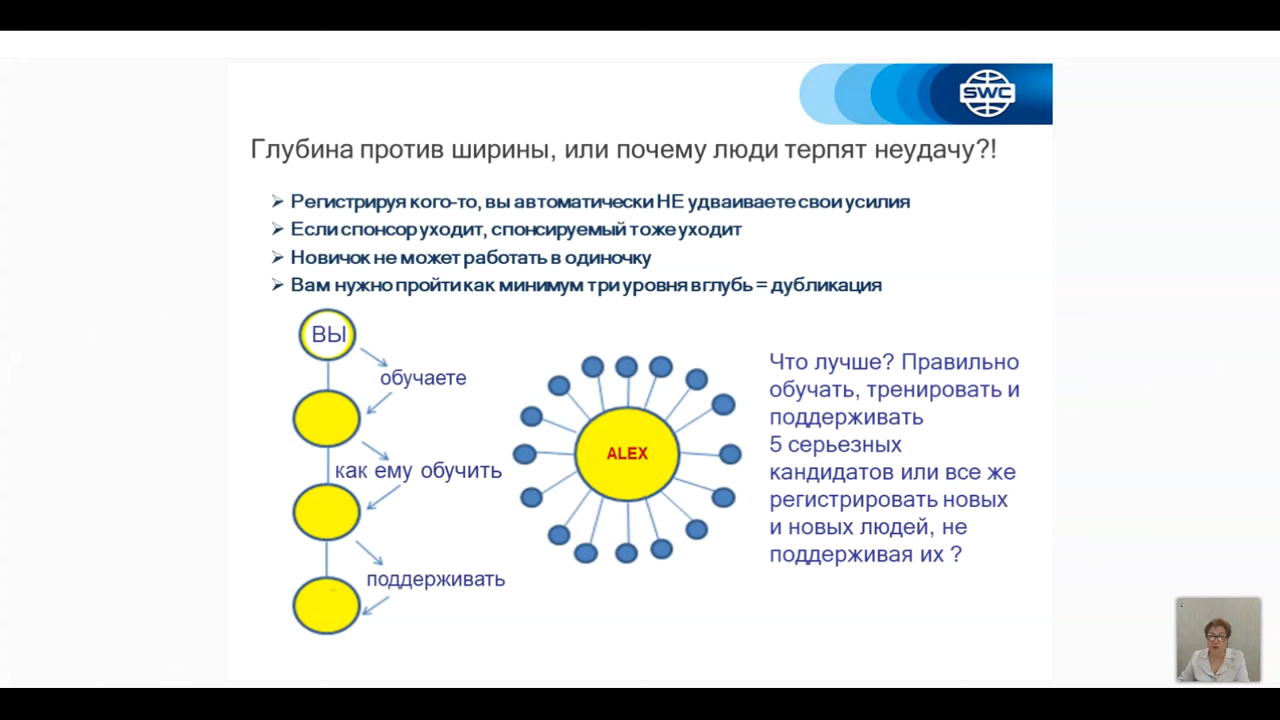 SWC
Глубина против ширины, или почему люди терпят неудачу?!
Регистрируя кого-то, вы автоматически НЕ удваиваете свои усилия
Если спонсор уходит, спонсируемый тоже уходит
Новичок не может работать в одиночку
Вам нужно пройти как минимум три уровня вглубь = дубликация
ВЫ
обучаете
как ему обучить
поддерживать
ALEX
Что лучше? Правильно
обучать, тренировать и
поддерживать
5 серьезных
кандидатов или все же
регистрировать новых
и новых людей, не
поддерживая их ?